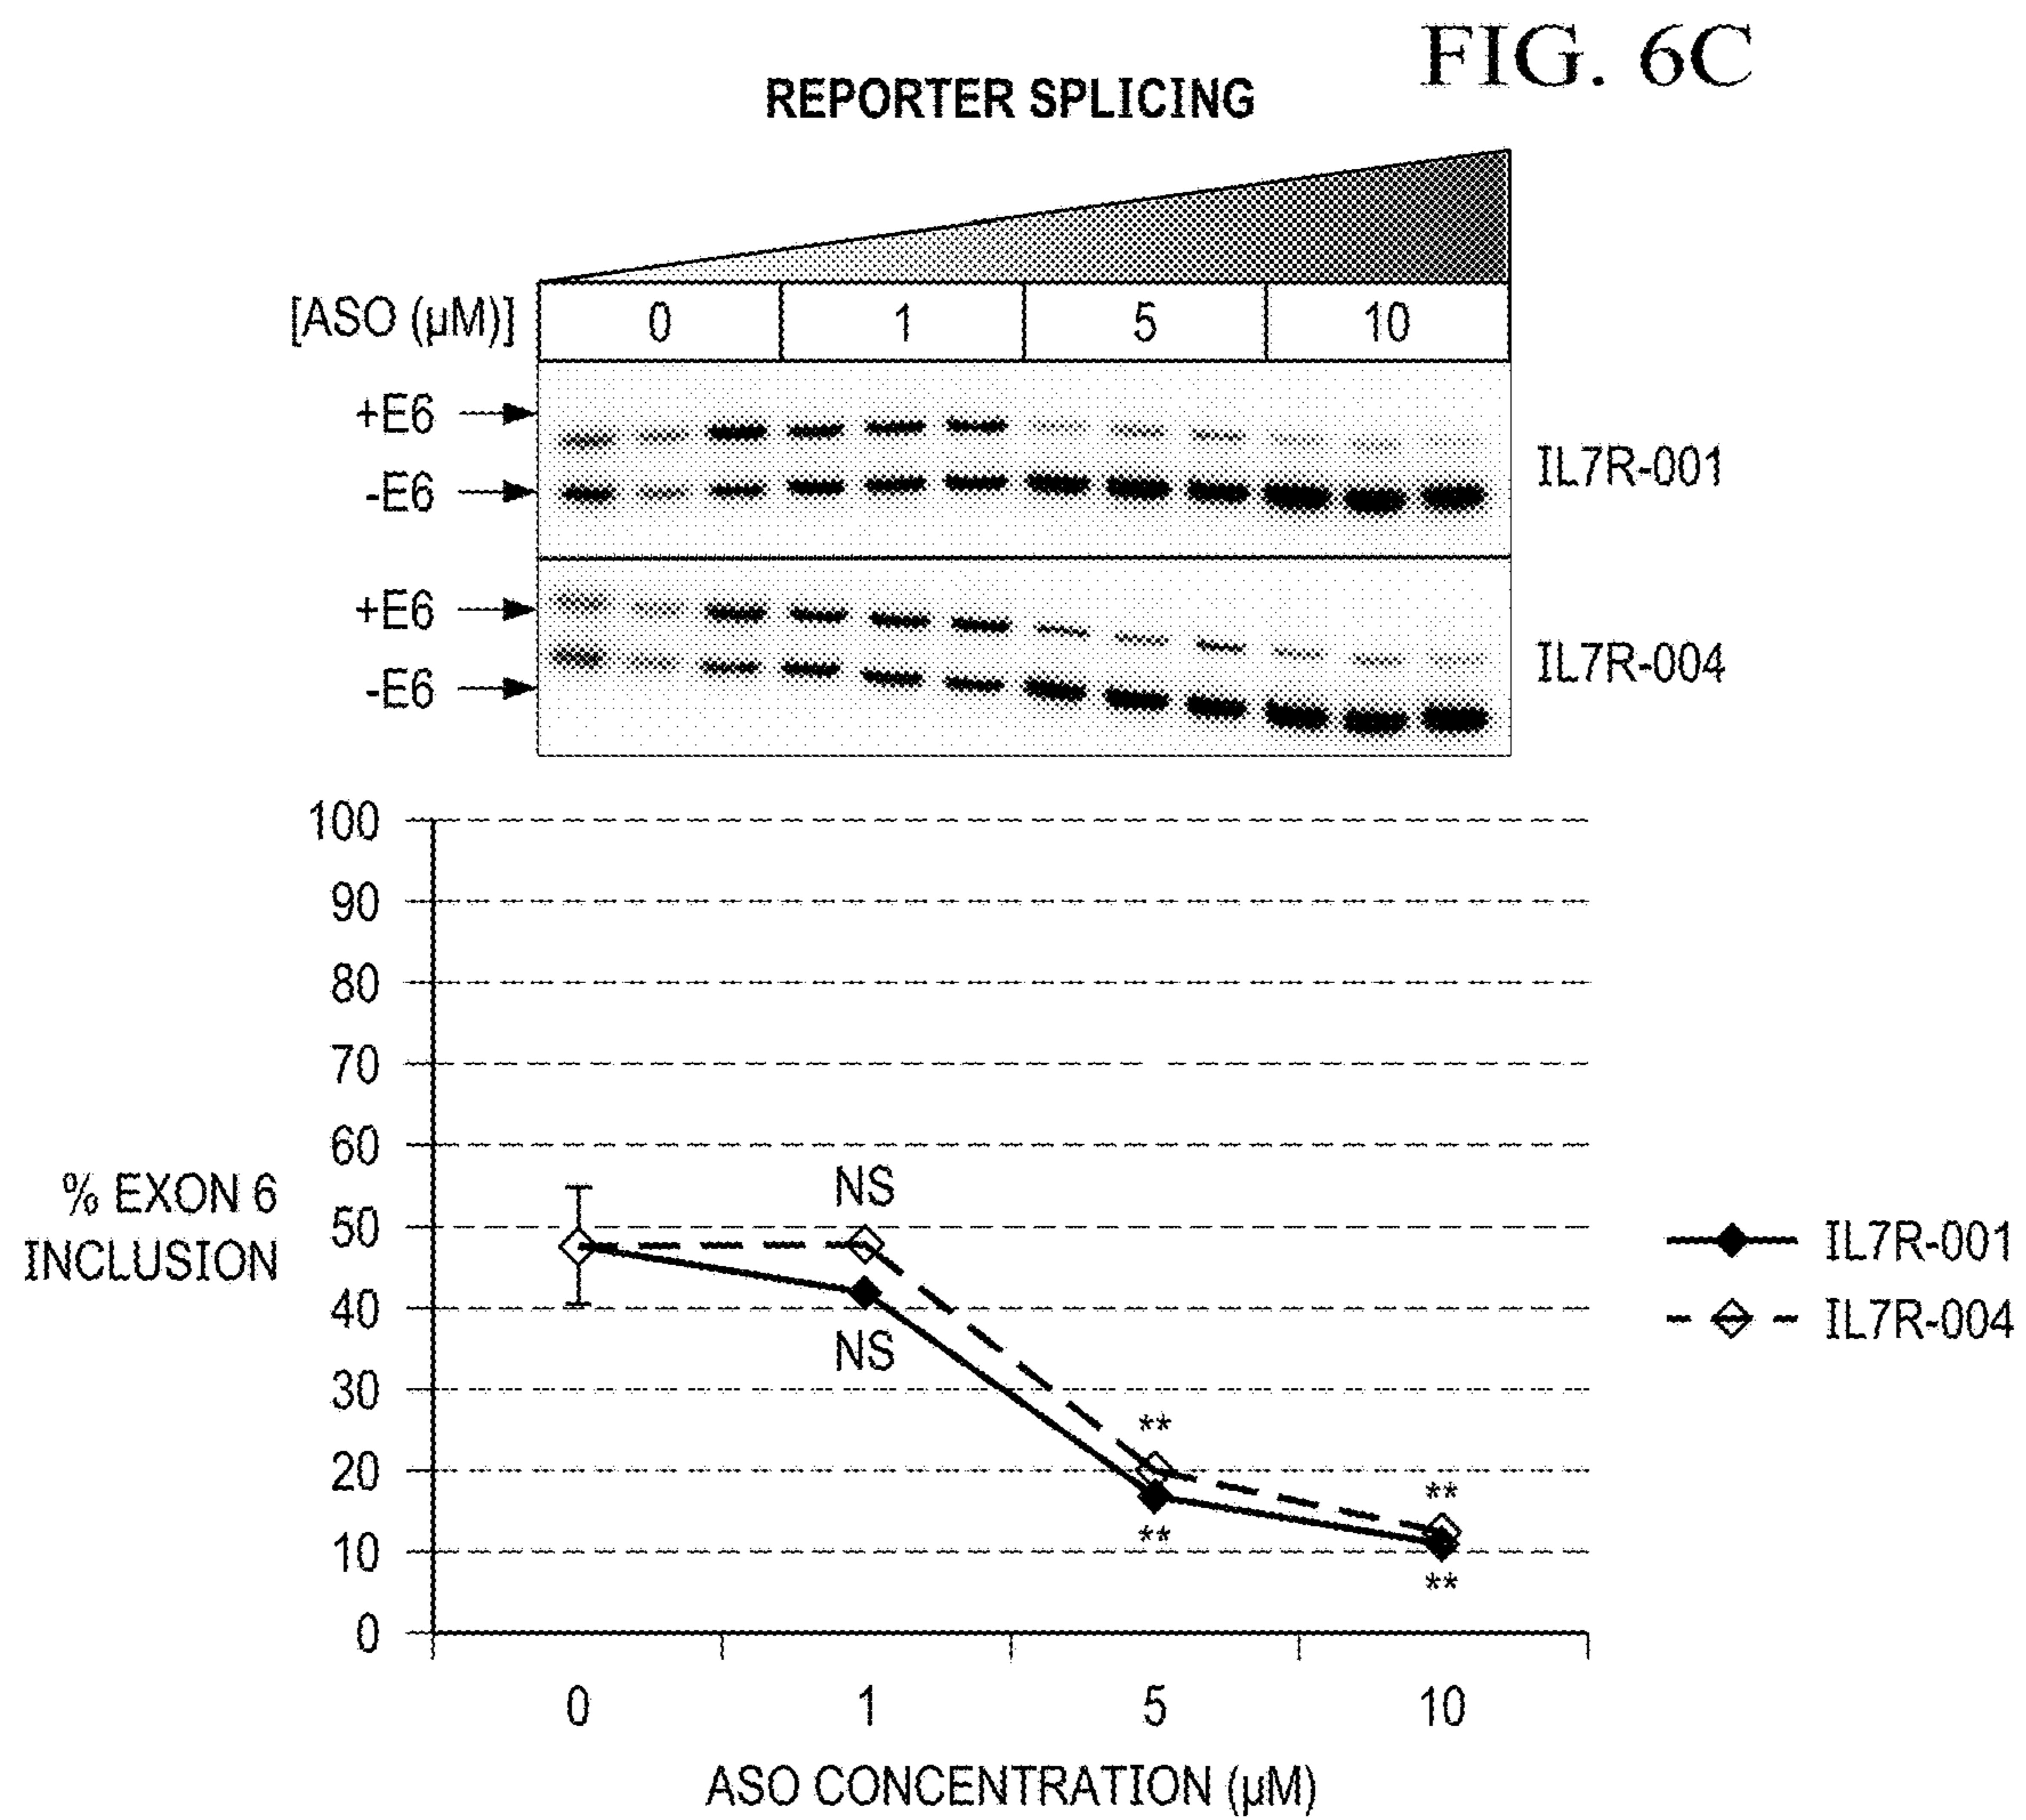 FIG. 6C
REPORTER SPLICING
[ASO (µM)] 0 1 5 10
+E6
-E6
IL7R-001
+E6
-E6
IL7R-004
100
90
80
70
60
50
40
30
20
10
0
% EXON 6
INCLUSION
NS
NS
**
**
**
**
IL7R-001
IL7R-004
0 1 5 10
ASO CONCENTRATION (µM)